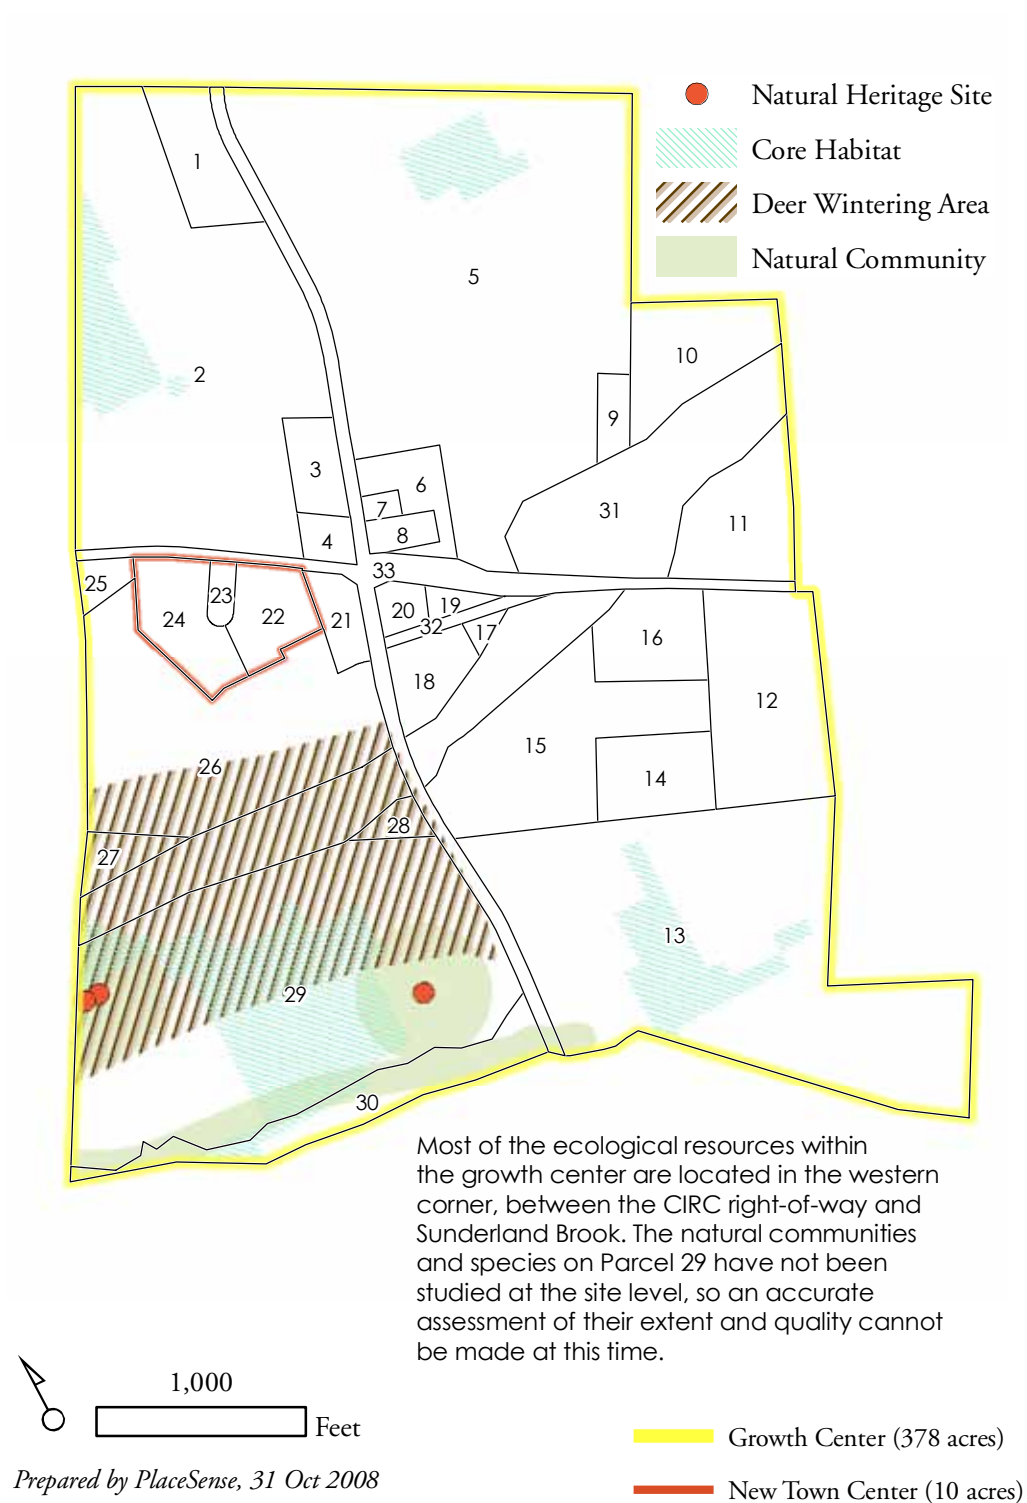 Natural Heritage Site
Core Habitat
Deer Wintering Area
Natural Community
1
5
2
10
9
3
6
7
31
11
8
4
33
25
23
24
22
21
20
19
32
17
16
18
12
15
26
14
28
27
13
29
30
Most of the ecological resources within
the growth center are located in the western
corner, between the CIRC right-of-way and
Sunderland Brook. The natural communities
and species on Parcel 29 have not been
studied at the site level, so an accurate
assessment of their extent and quality cannot
be made at this time.
1,000
Feet
Prepared by PlaceSense, 31 Oct 2008
Growth Center (378 acres)
New Town Center (10 acres)